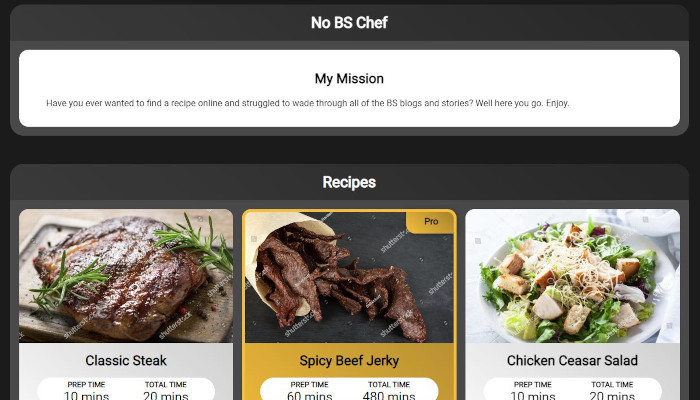 No BS Chef
My Mission
Have you ever wanted to find a recipe online and struggled to wade through all of the BS blogs and stories? Well here you go. Enjoy.
Recipes
Pro
shutterstock
shutterstock
shutterstock
Classic Steak
Spicy Beef Jerky
Chicken Ceasar Salad
PREP TIME TOTAL TIME
10 mins 20 mins
PREP TIME TOTAL TIME
60 mins 480 mins
PREP TIME TOTAL TIME
10 mins 20 mins